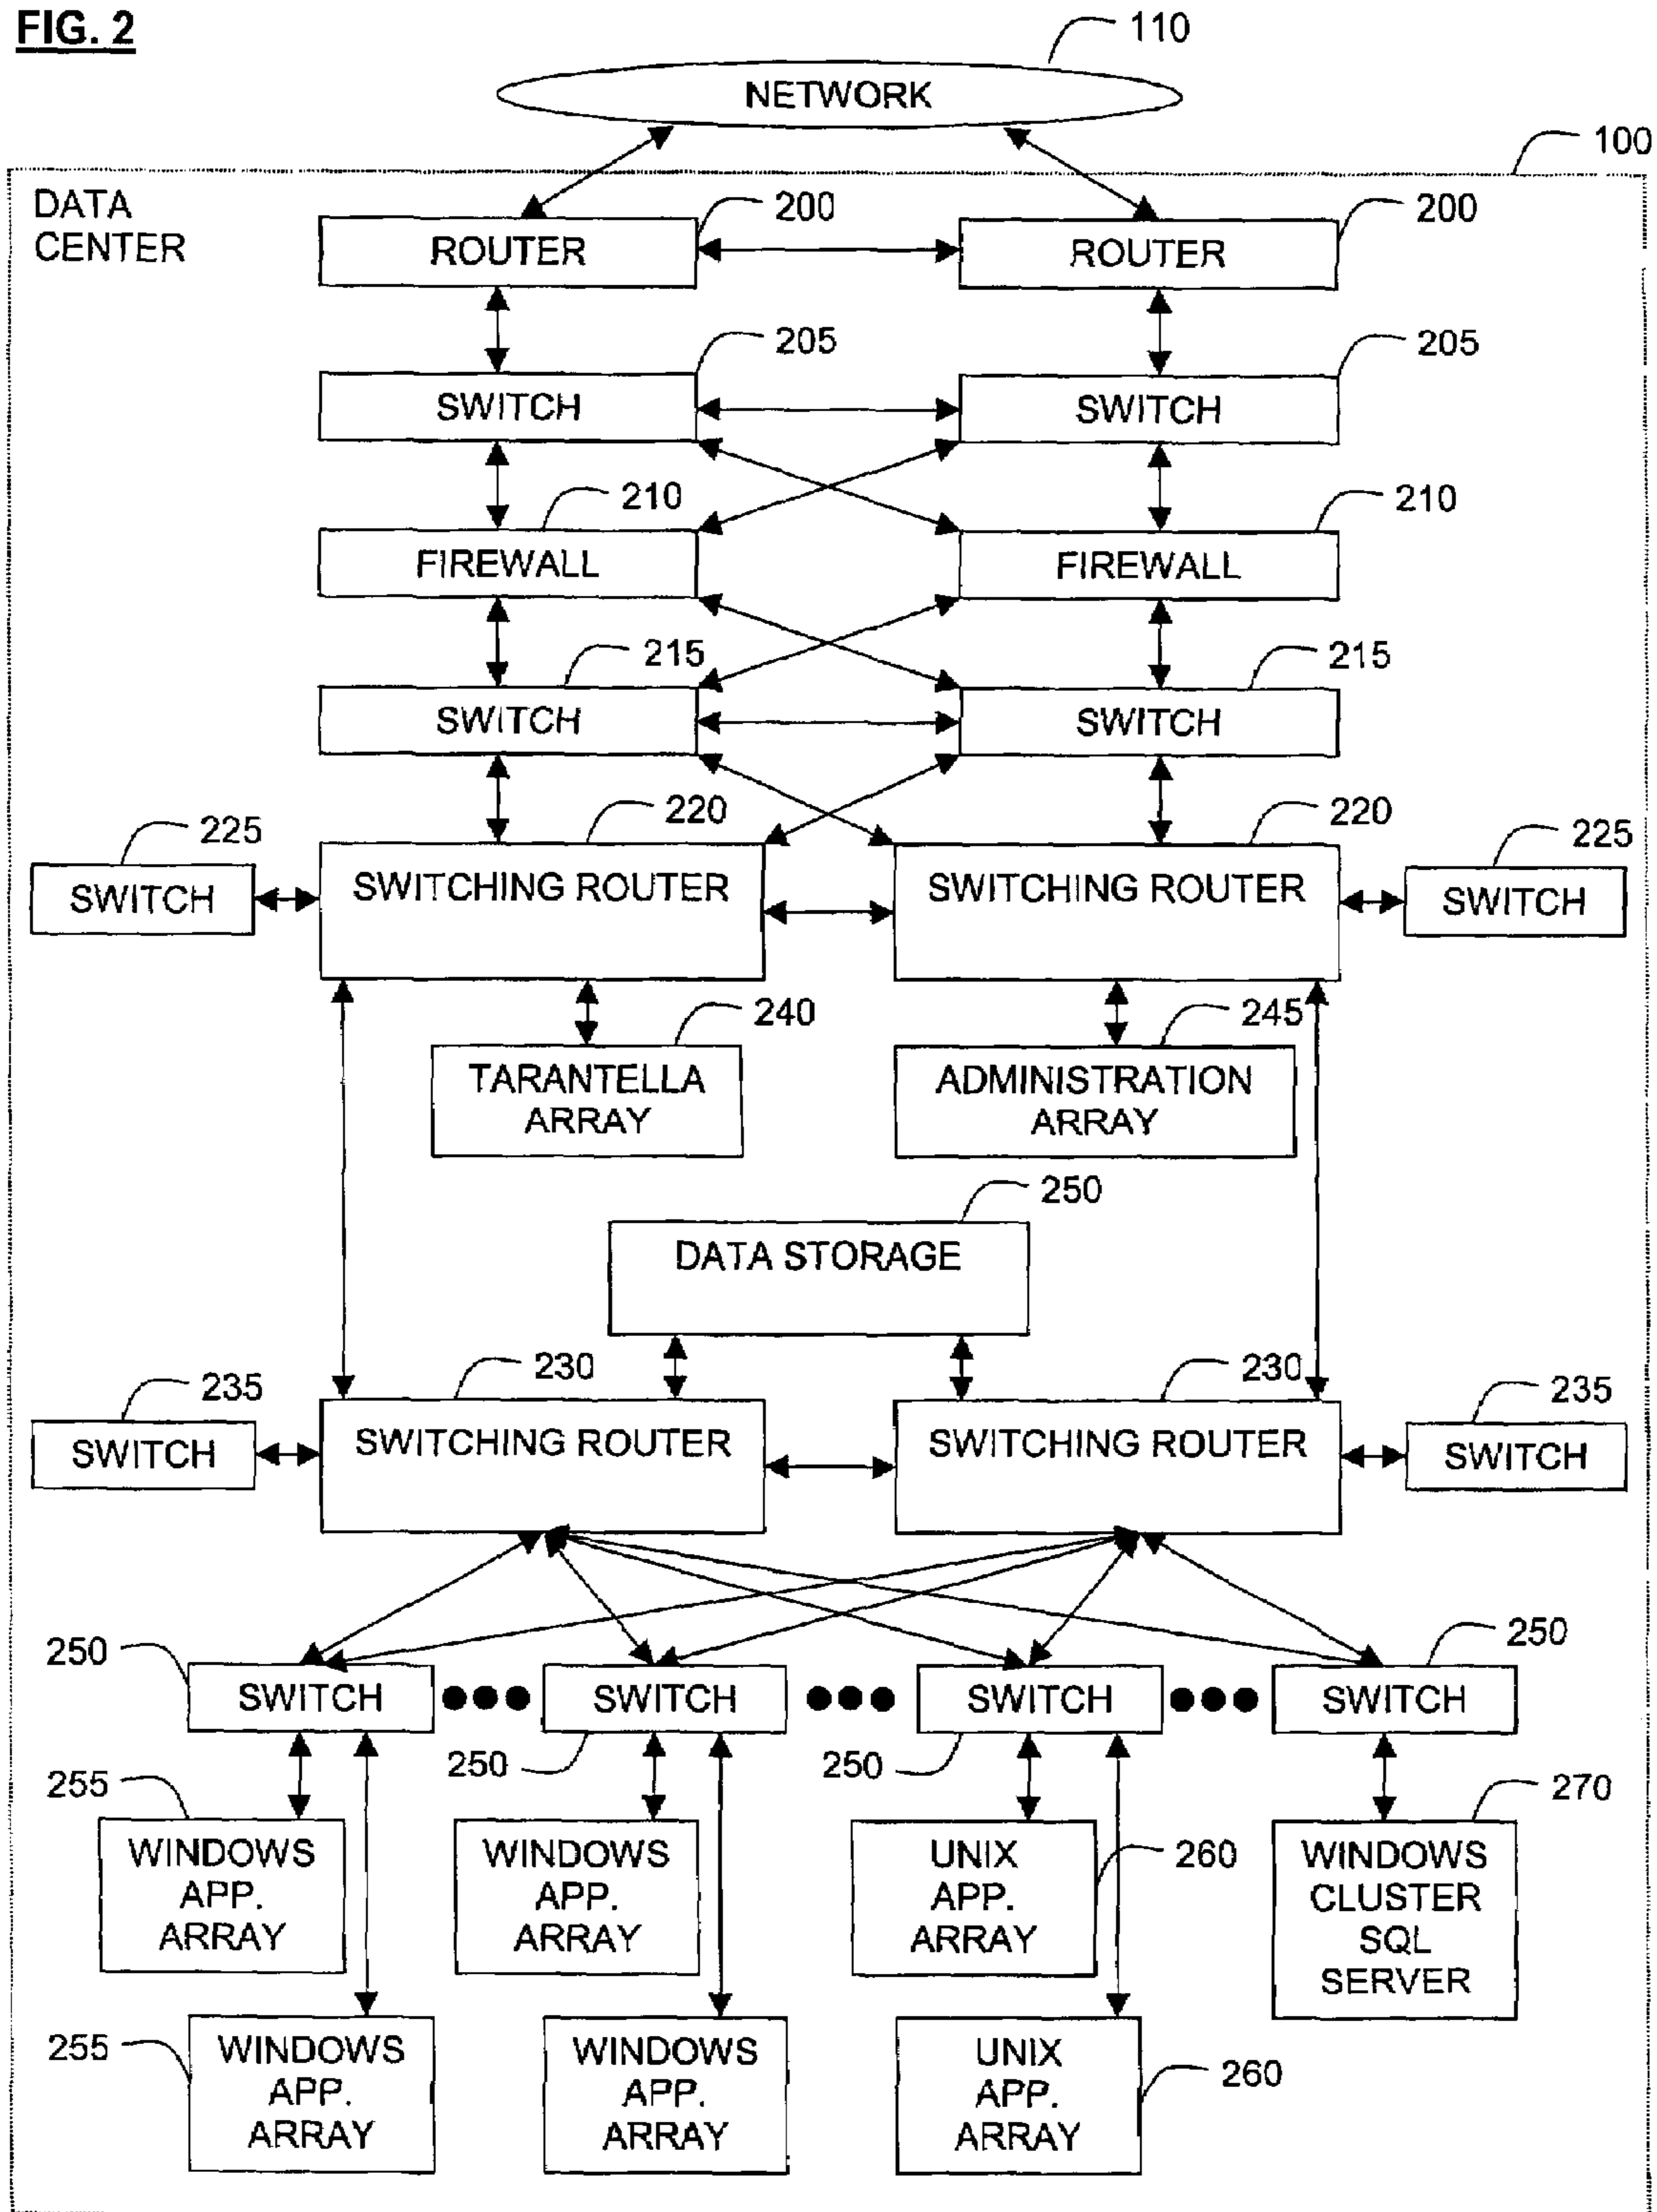 FIG. 2
110
NETWORK
100
DATA
CENTER
200
200
ROUTER
ROUTER
205
205
SWITCH
SWITCH
210
210
FIREWALL
FIREWALL
215
215
SWITCH
SWITCH
220
220
225
225
SWITCHING ROUTER
SWITCHING ROUTER
SWITCH
SWITCH
240
245
TARANTELLA
ARRAY
ADMINISTRATION
ARRAY
250
DATA STORAGE
230
230
235
235
SWITCHING ROUTER
SWITCHING ROUTER
SWITCH
SWITCH
250
250
SWITCH
SWITCH
SWITCH
SWITCH
250
250
255
270
WINDOWS
APP.
ARRAY
WINDOWS
APP.
ARRAY
UNIX
APP.
ARRAY
260
WINDOWS
CLUSTER
SQL
SERVER
255
WINDOWS
APP.
ARRAY
WINDOWS
APP.
ARRAY
UNIX
APP.
ARRAY
260